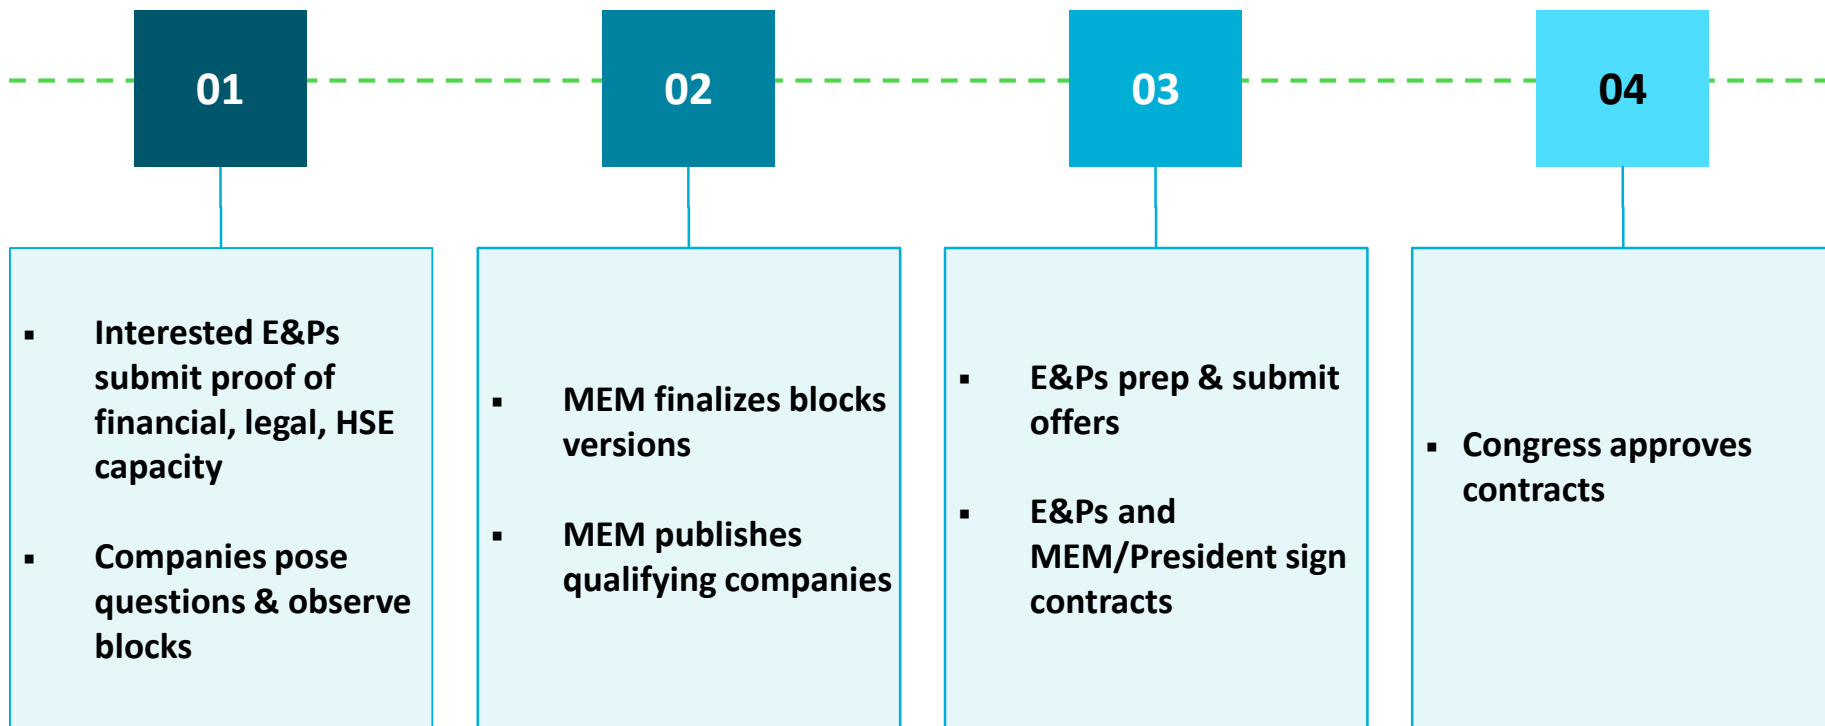 01
▪ Interested E&Ps
submit proof of
financial, legal, HSE
capacity
▪ Companies pose
questions & observe
blocks
02
▪ MEM finalizes blocks
versions
▪ MEM publishes
qualifying companies
03
▪ E&Ps prep & submit
offers
▪ E&Ps and
MEM/President sign
contracts
04
▪ Congress approves
contracts